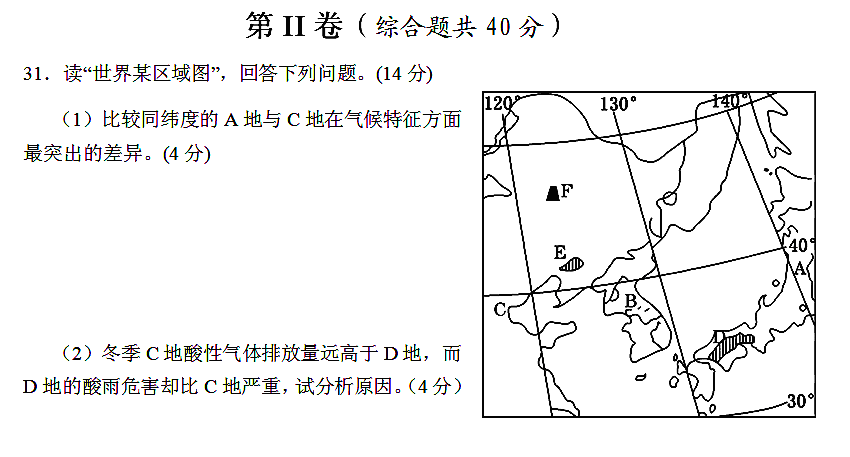 第 II 卷（综合题共 40 分）
31．读“世界某区域图”，回答下列问题。(14 分)
（1）比较同纬度的 A 地与 C 地在气候特征方面
最突出的差异。(4 分)
（2）冬季 C 地酸性气体排放量远高于 D 地，而
D 地的酸雨危害却比 C 地严重，试分析原因。（4 分）
120° 130° 140°
F
40°
E
A
C
B
D
30°